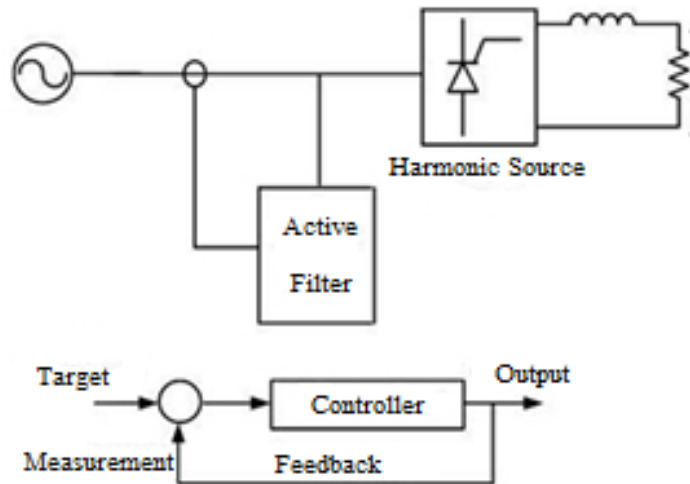 Harmonic Source
Active
Filter
Target
Output
Controller
Measurement
Feedback